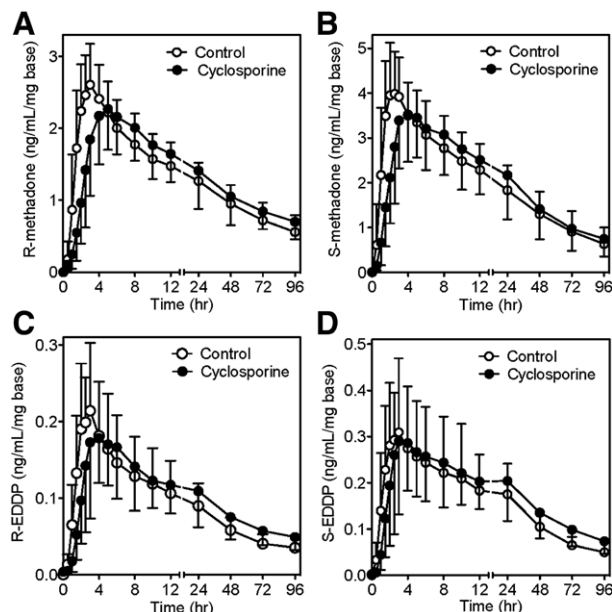 A
R-methadone (ng/mL/mg base)
3
2
1
0
Control
Cyclosporine
0 4 8 12 24 48 72 96
Time (hr)
B
S-methadone (ng/mL/mg base)
5
4
3
2
1
0
Control
Cyclosporine
0 4 8 12 24 48 72 96
Time (hr)
C
R-EDDP (ng/mL/mg base)
0.3
0.2
0.1
0.0
Control
Cyclosporine
0 4 8 12 24 48 72 96
Time (hr)
D
S-EDDP (ng/mL/mg base)
0.5
0.4
0.3
0.2
0.1
0.0
Control
Cyclosporine
0 4 8 12 24 48 72 96
Time (hr)